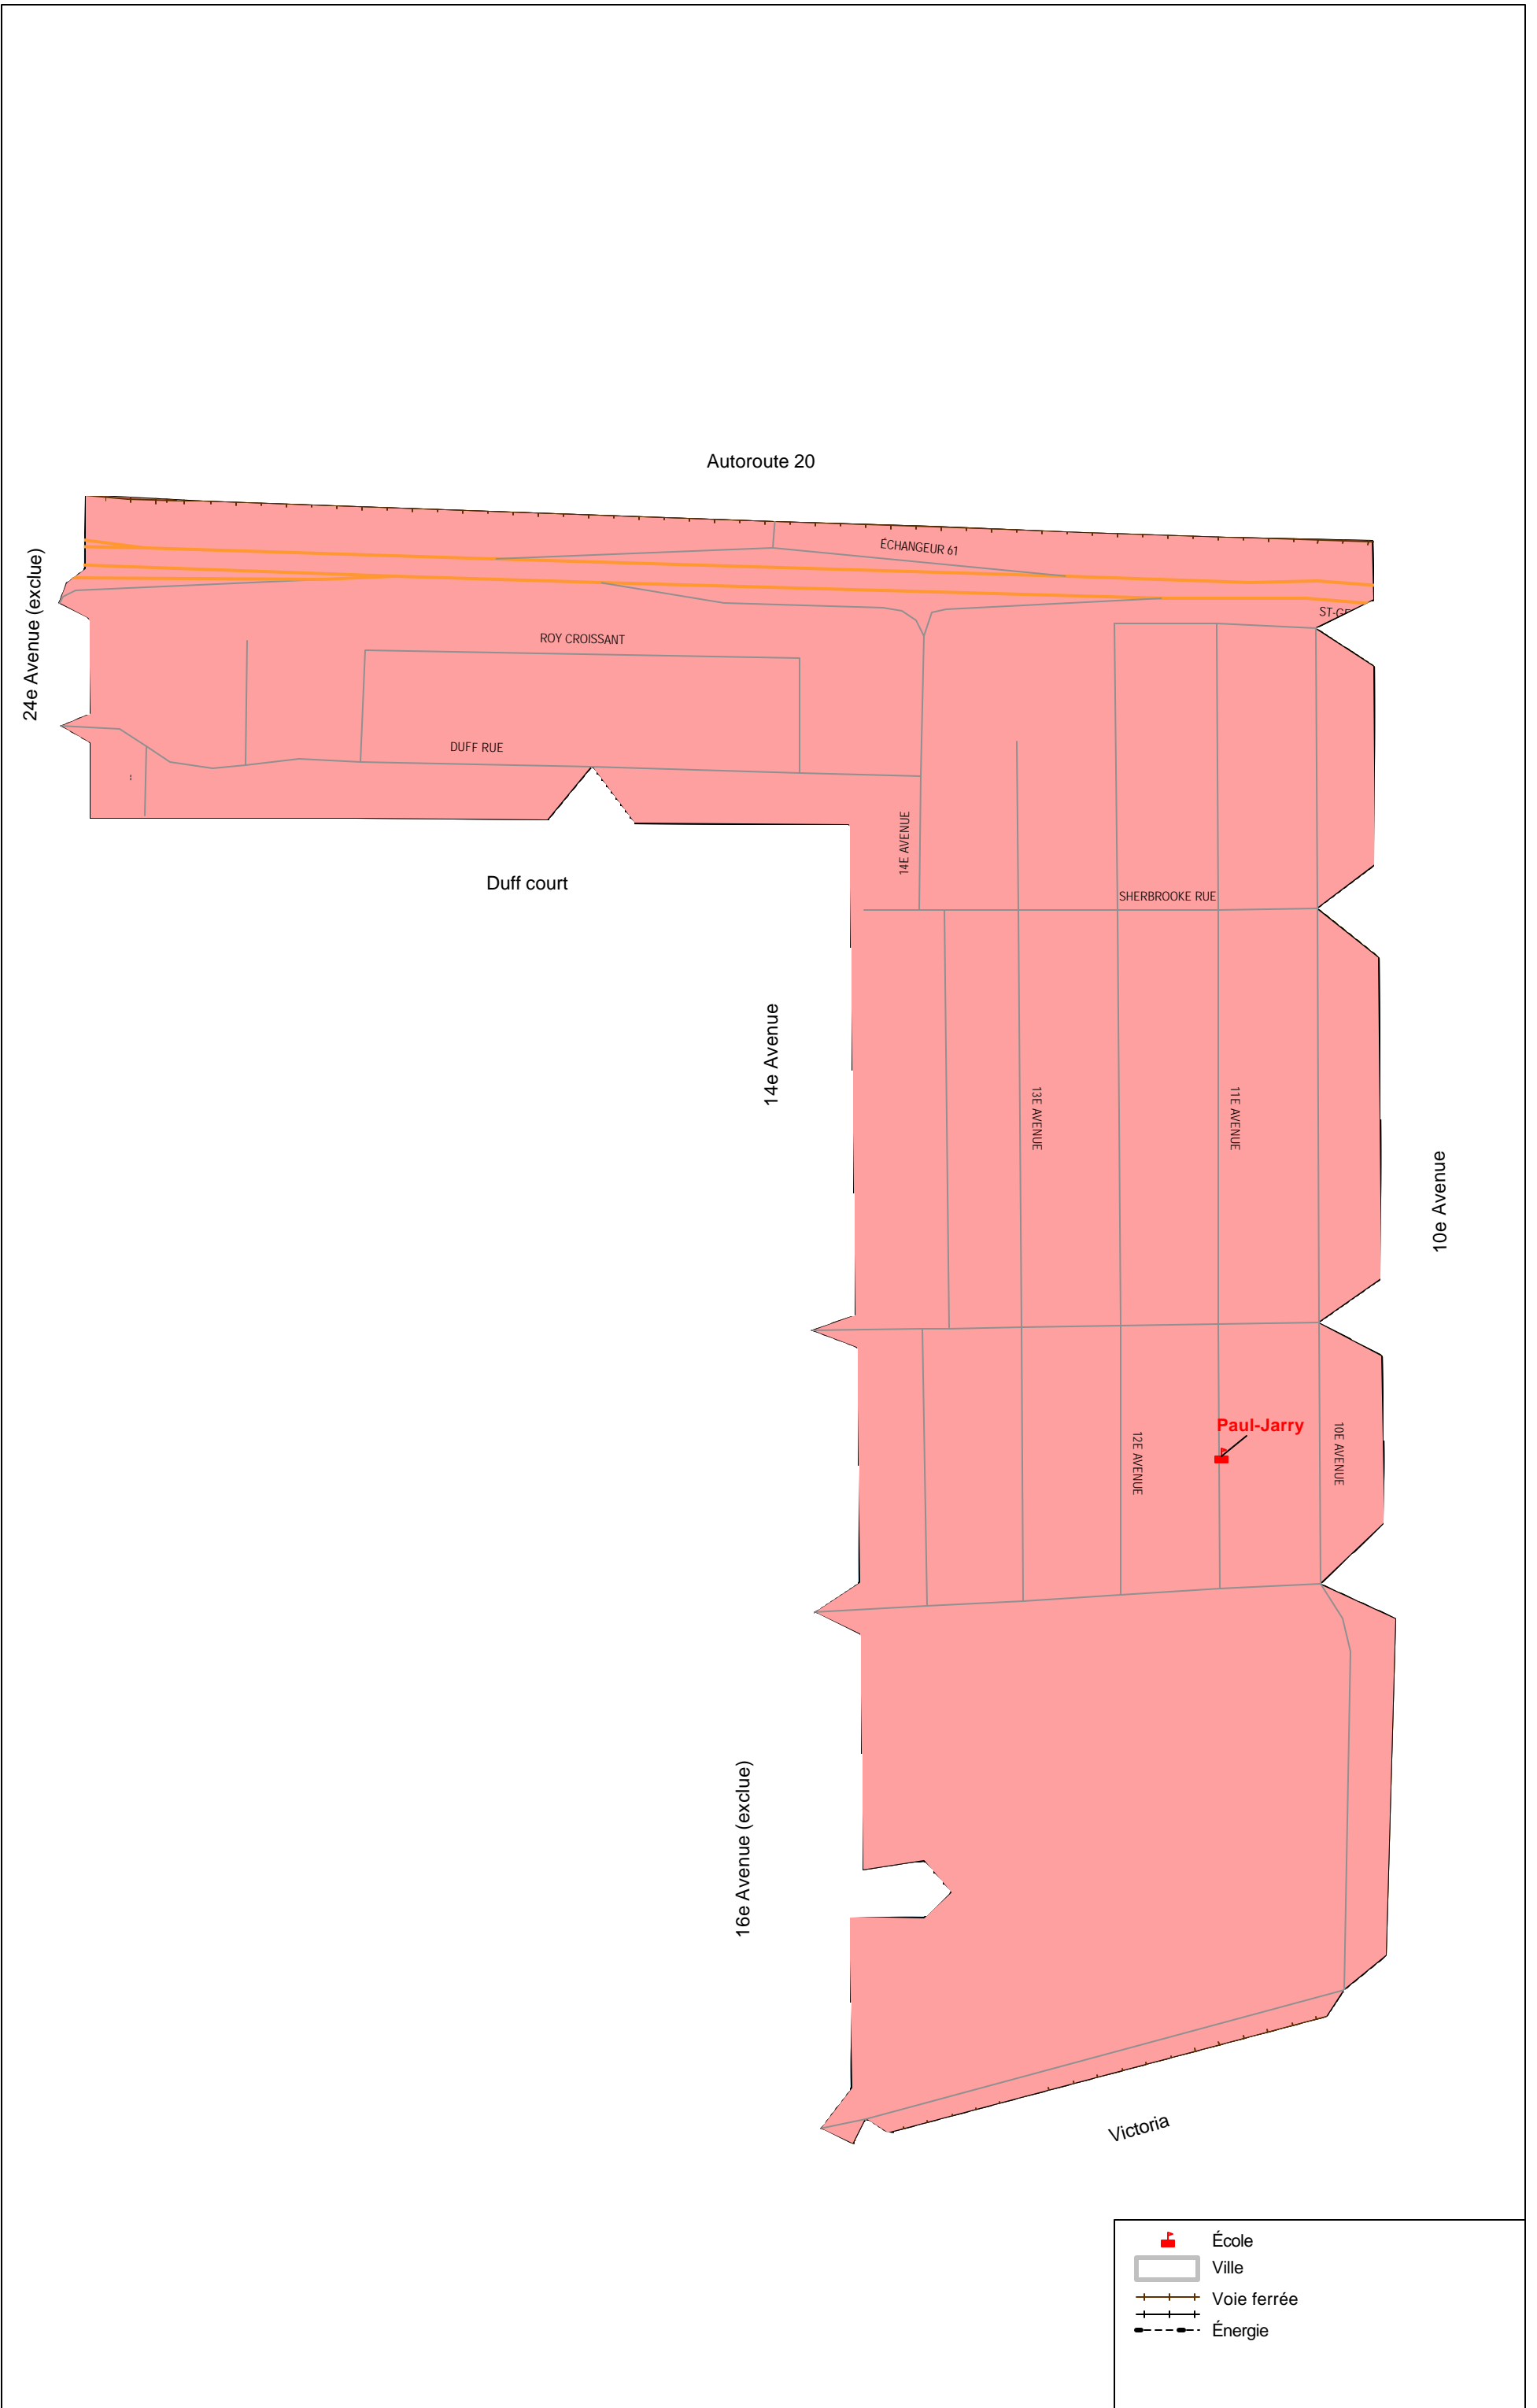 Autoroute 20
ÉCHANGEUR 61
24e Avenue (exclue)
ST-GE
ROY CROISSANT
DUFF RUE
14E AVENUE
Duff court
SHERBROOKE RUE
14e Avenue
13E AVENUE
11E AVENUE
10e Avenue
Paul-Jarry
12E AVENUE
10E AVENUE
16e Avenue (exclue)
Victoria
École
Ville
Voie ferrée
Énergie